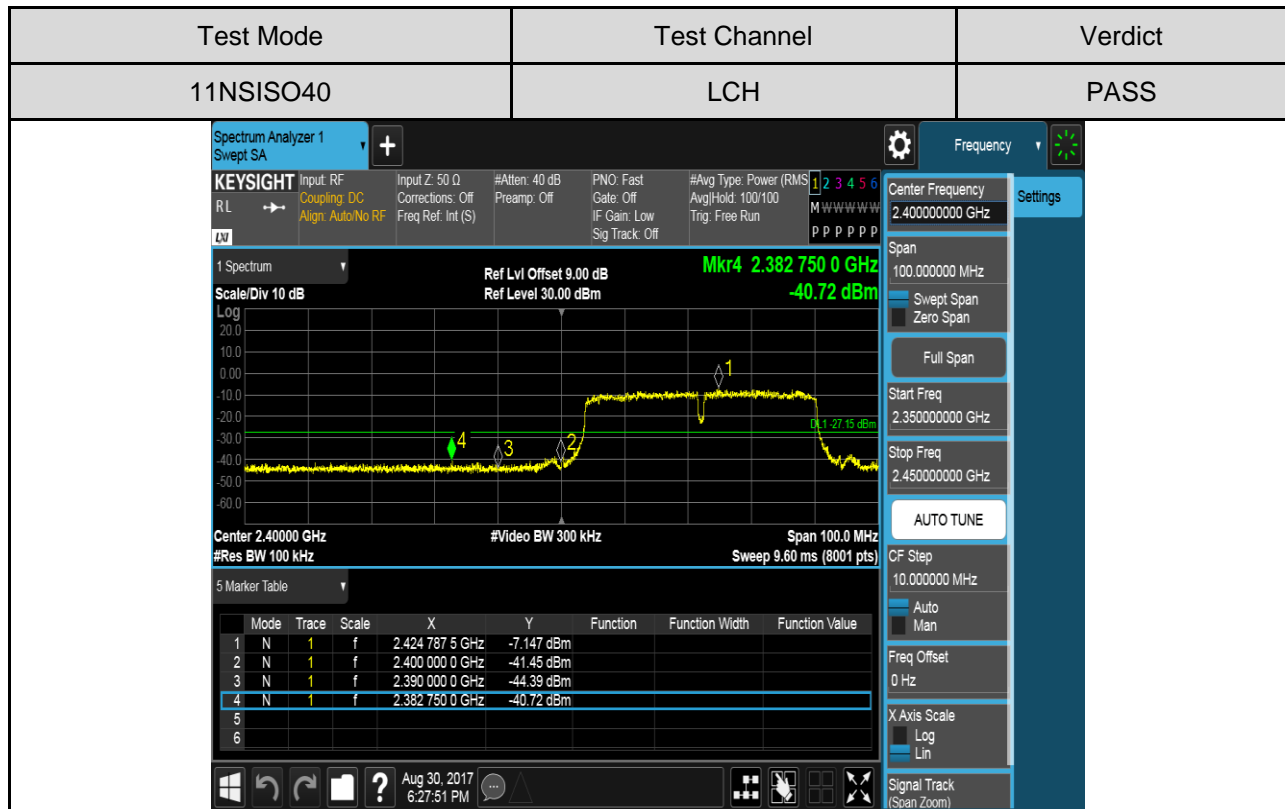 Test Mode Test Channel Verdict
11NSISO40 LCH PASS
Spectrum Analyzer 1
Swept SA
Frequency
KEYSIGHT
RL
LXI
Input: RF
Coupling: DC
Align: Auto/No RF
Input Z: 50 Ω
Corrections: Off
Freq Ref: Int (S)
#Atten: 40 dB
Preamp: Off
PNO: Fast
Gate: Off
IF Gain: Low
Sig Track: Off
#Avg Type: Power (RMS
Avg|Hold: 100/100
Trig: Free Run
1 2 3 4 5 6
M W W W W W
P P P P P P
1 Spectrum
Scale/Div 10 dB
Ref Lvl Offset 9.00 dB
Ref Level 30.00 dBm
Mkr4 2.382 750 0 GHz
-40.72 dBm
Log
20.0
10.0
0.00
-10.0
-20.0
-30.0
-40.0
-50.0
-60.0
1
DL1 -27.15 dBm
4 3 2
Center 2.40000 GHz #Video BW 300 kHz Span 100.0 MHz
#Res BW 100 kHz Sweep 9.60 ms (8001 pts)
5 Marker Table
Mode Trace Scale X Y Function Function Width Function Value
1 N 1 f 2.424 787 5 GHz -7.147 dBm
2 N 1 f 2.400 000 0 GHz -41.45 dBm
3 N 1 f 2.390 000 0 GHz -44.39 dBm
4 N 1 f 2.382 750 0 GHz -40.72 dBm
5
6
Aug 30, 2017
6:27:51 PM
Settings
Center Frequency
2.400000000 GHz
Span
100.000000 MHz
Swept Span
Zero Span
Full Span
Start Freq
2.350000000 GHz
Stop Freq
2.450000000 GHz
AUTO TUNE
CF Step
10.000000 MHz
Auto
Man
Freq Offset
0 Hz
X Axis Scale
Log
Lin
Signal Track
(Span Zoom)